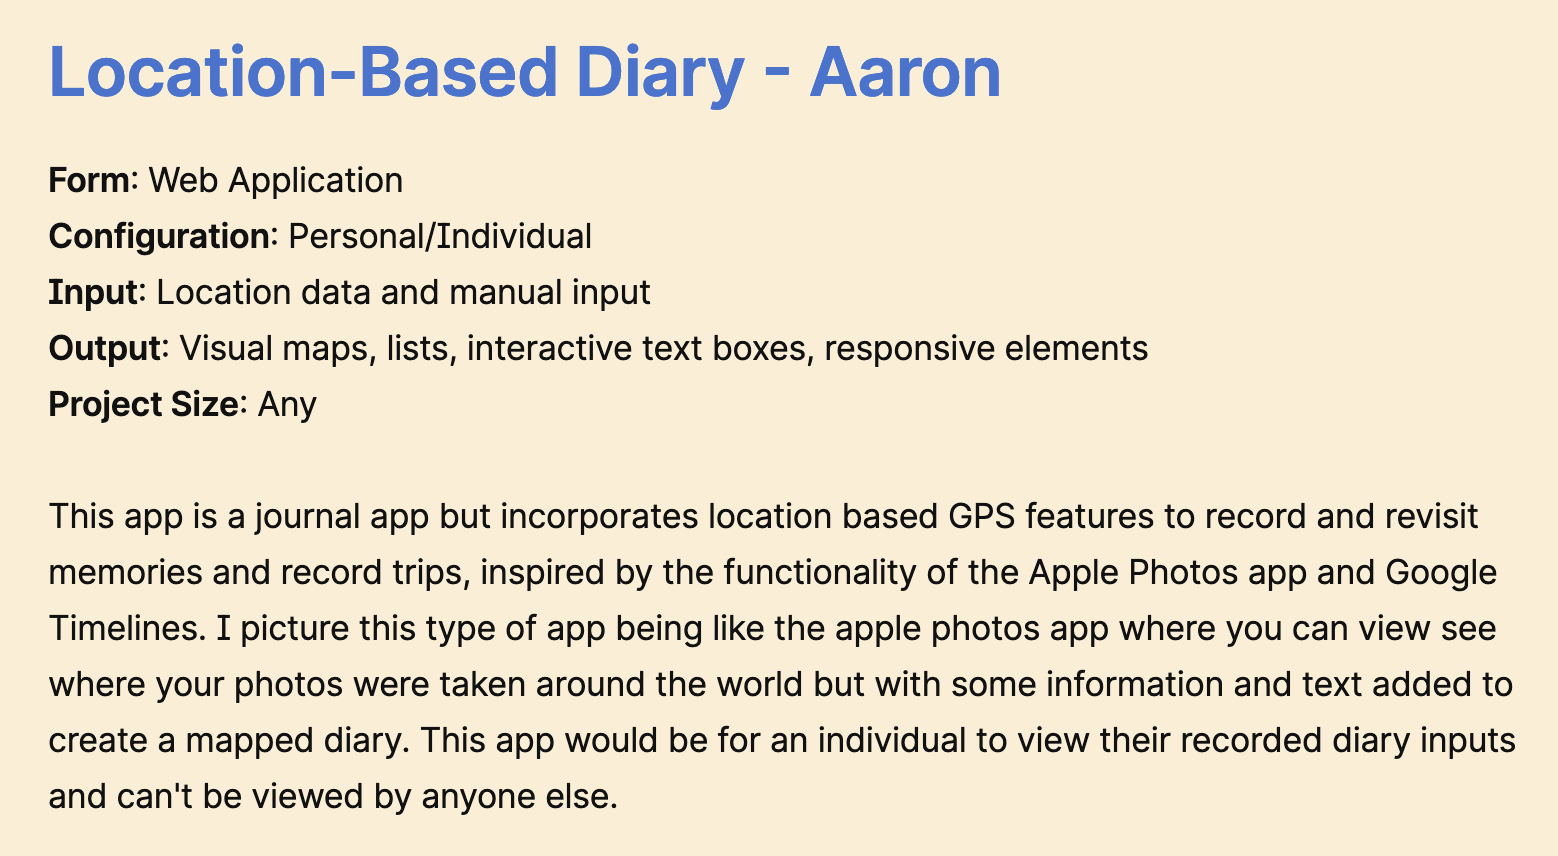 Location-Based Diary - Aaron
Form: Web Application
Configuration: Personal/Individual
Input: Location data and manual input
Output: Visual maps, lists, interactive text boxes, responsive elements
Project Size: Any
This app is a journal app but incorporates location based GPS features to record and revisit
memories and record trips, inspired by the functionality of the Apple Photos app and Google
Timelines. I picture this type of app being like the apple photos app where you can view see
where your photos were taken around the world but with some information and text added to
create a mapped diary. This app would be for an individual to view their recorded diary inputs
and can't be viewed by anyone else.